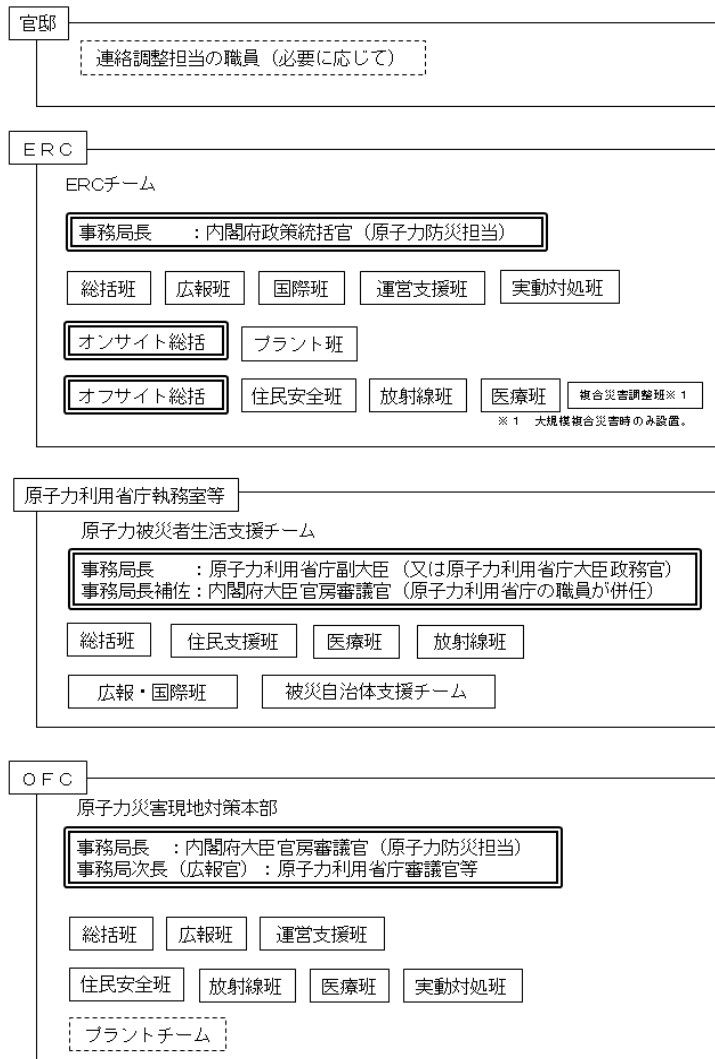 官邸
連絡調整担当の職員（必要に応じて）
ＥＲＣ
ERCチーム
事務局長　　：内閣府政策統括官（原子力防災担当）
総括班　広報班　国際班　運営支援班　実動対処班
オンサイト総括　プラント班
オフサイト総括　住民安全班　放射線班　医療班　複合災害調整班※１
※１　大規模複合災害時のみ設置。
原子力利用省庁執務室等
原子力被災者生活支援チーム
事務局長　　：原子力利用省庁副大臣（又は原子力利用省庁大臣政務官）
事務局長補佐：内閣府大臣官房審議官（原子力利用省庁の職員が併任）
総括班　住民支援班　医療班　放射線班
広報・国際班　被災自治体支援チーム
ＯＦＣ
原子力災害現地対策本部
事務局長　：内閣府大臣官房審議官（原子力防災担当）
事務局次長（広報官）：原子力利用省庁審議官等
総括班　広報班　運営支援班
住民安全班　放射線班　医療班　実動対処班
プラントチーム